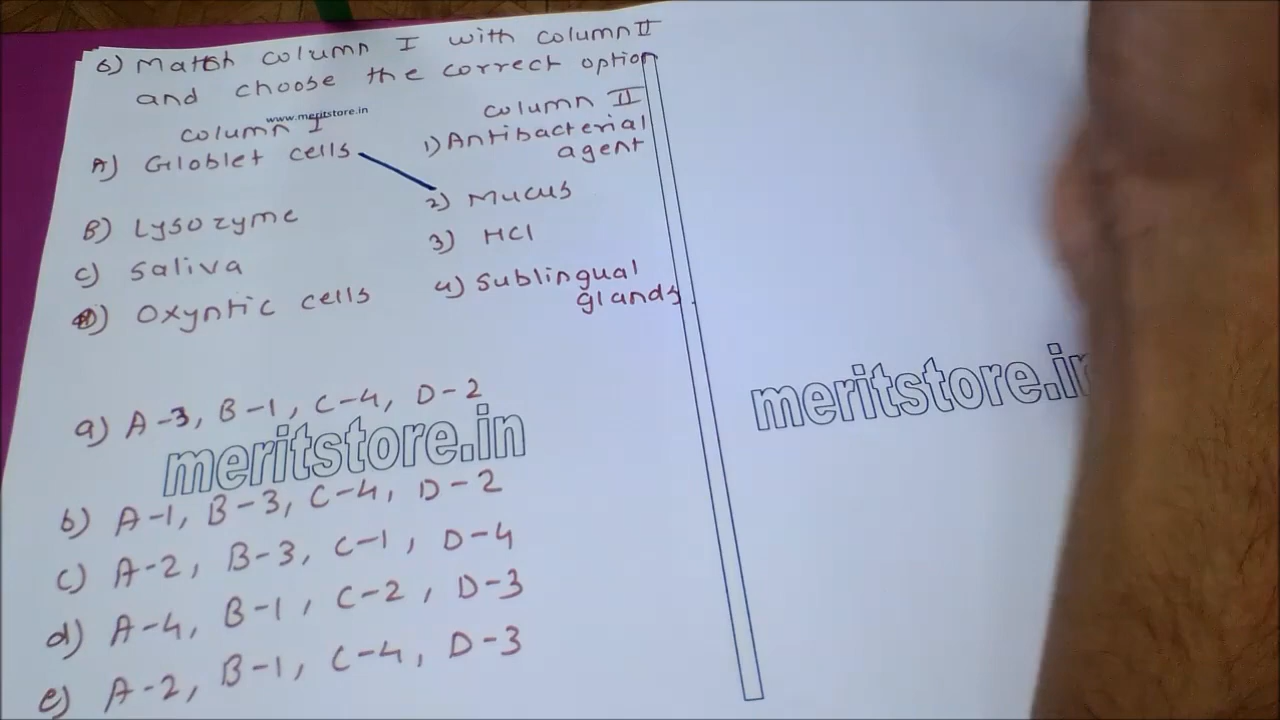 6) Match column I with column II
and choose the correct option
www.meritstore.in
column I
column II
A) Globlet cells
1) Antibacterial
agent
2) Mucus
B) Lysozyme
3) HCl
C) Saliva
4) Sublingual
glands.
D) Oxyntic cells
a) A-3, B-1, C-4, D-2
meritstore.in
b) A-1, B-3, C-4, D-2
c) A-2, B-3, C-1, D-4
d) A-4, B-1, C-2, D-3
e) A-2, B-1, C-4, D-3
meritstore.in